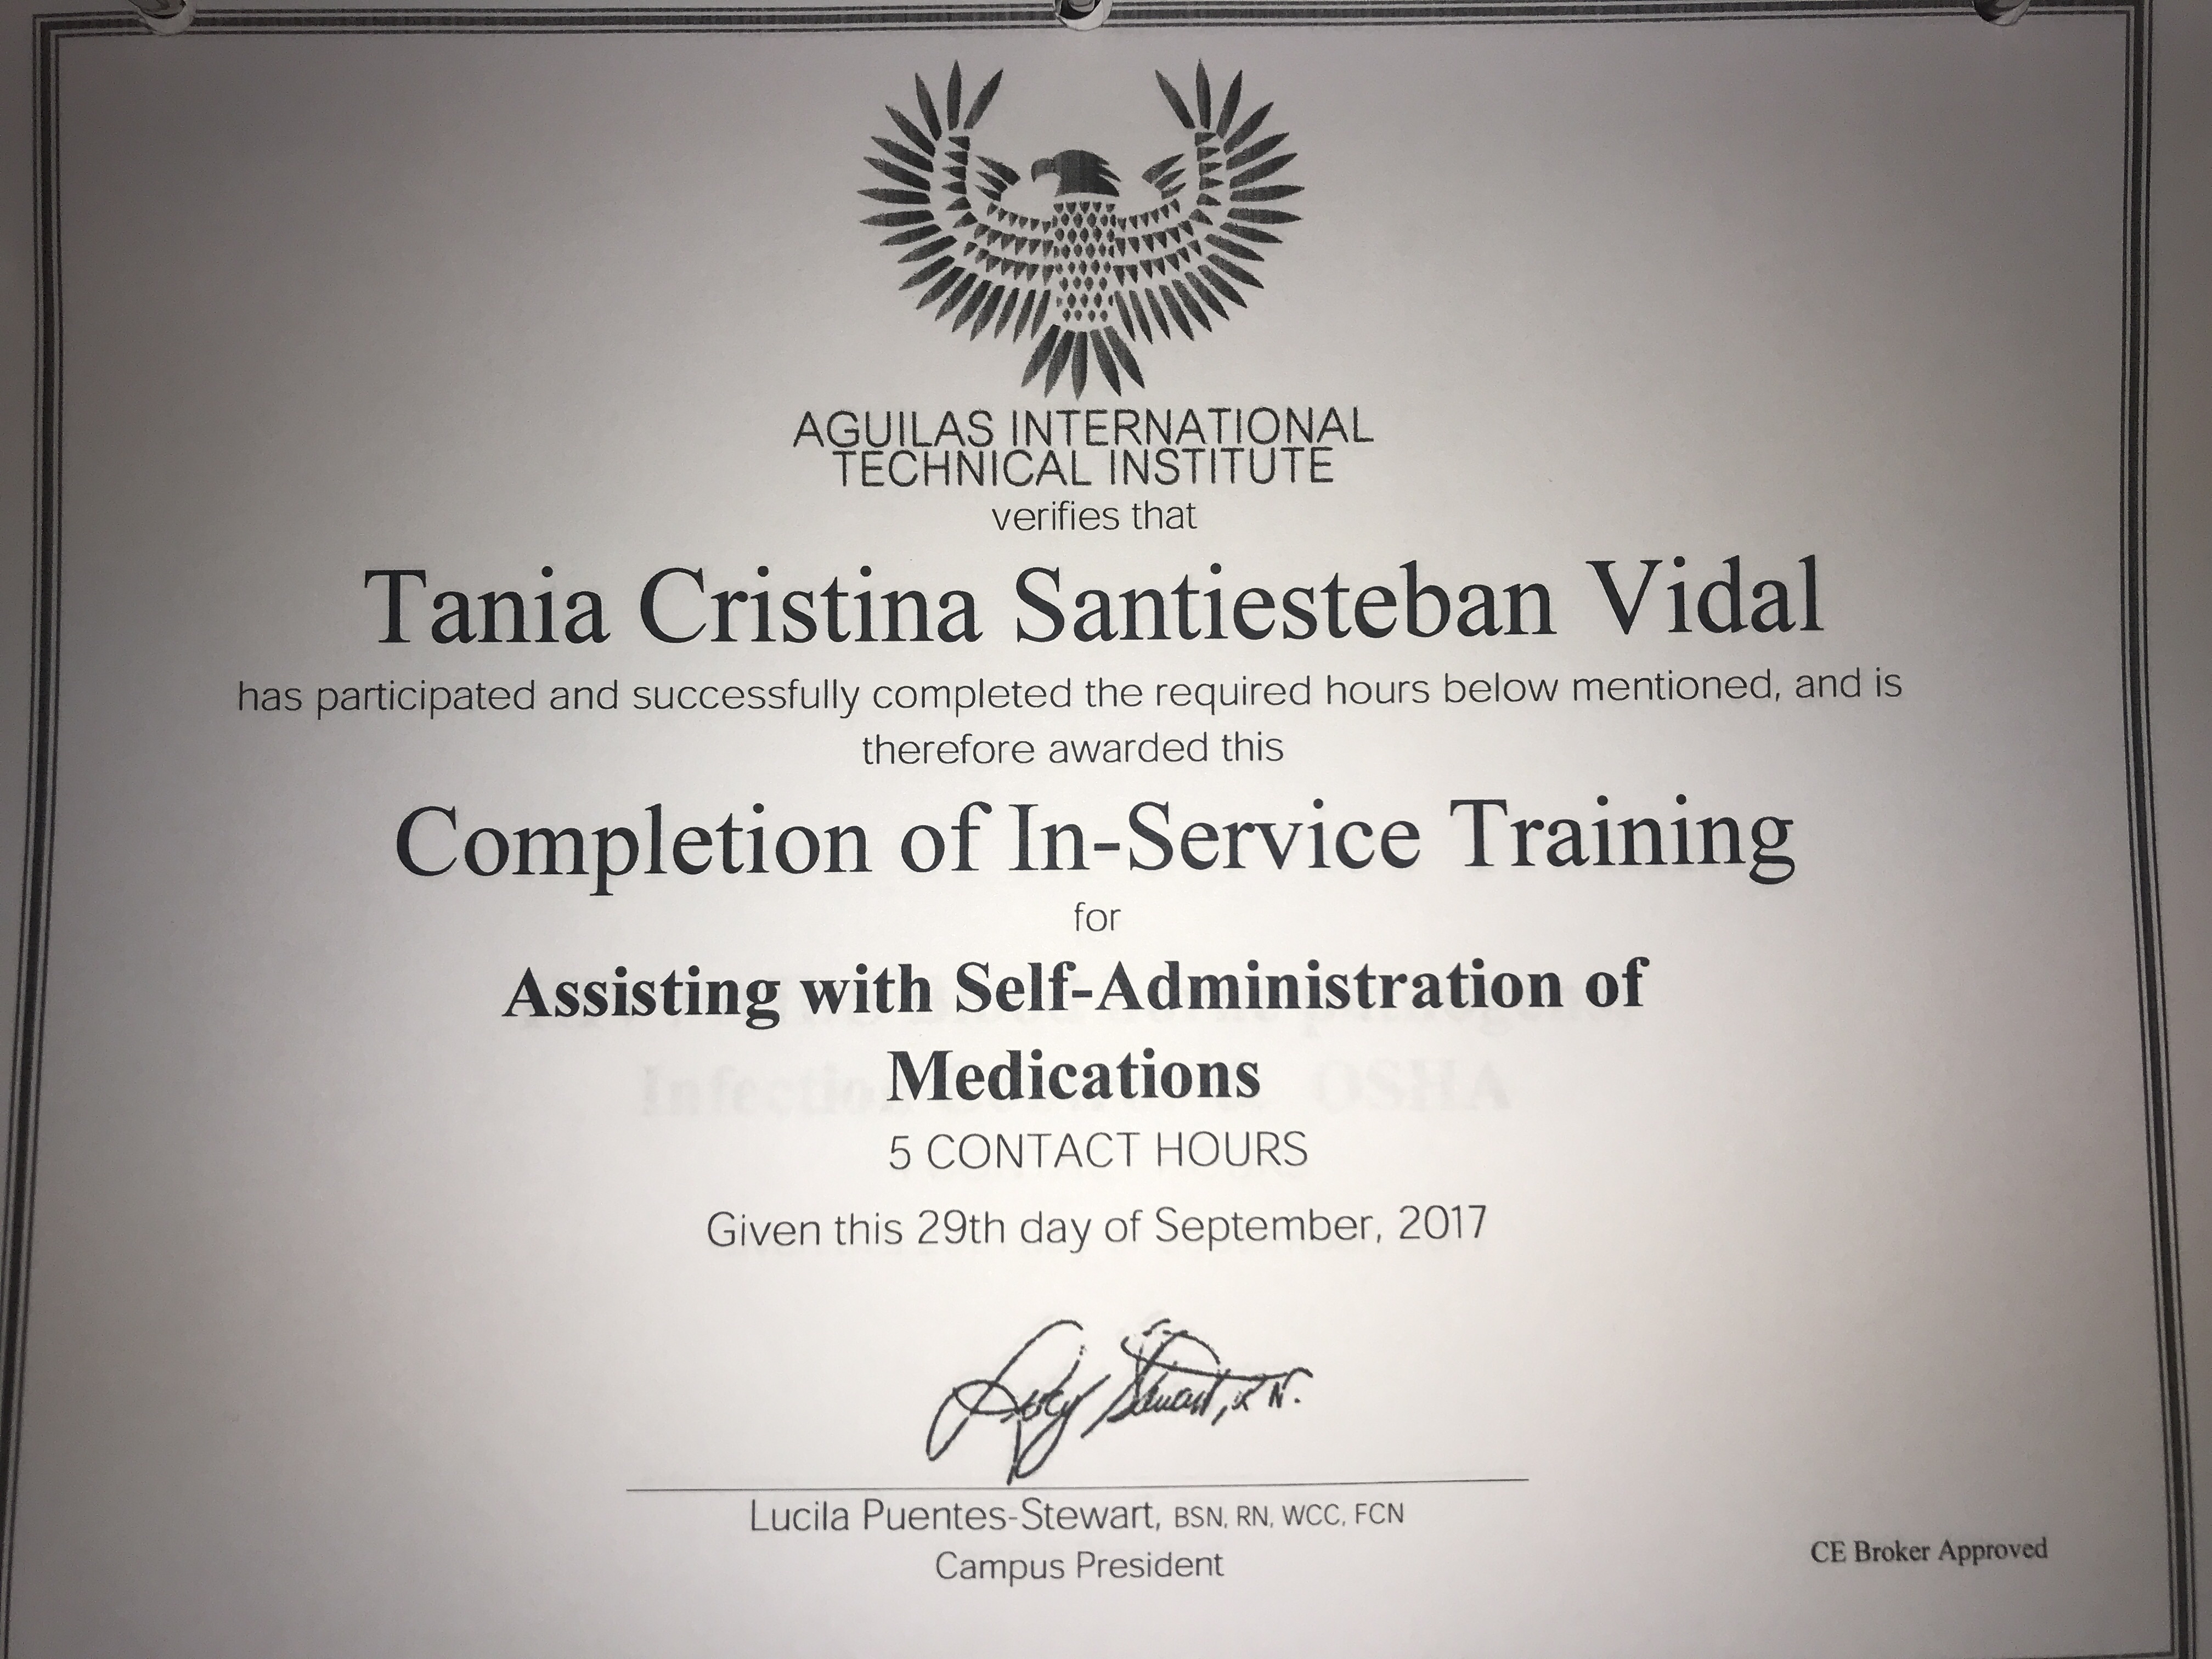 AGUILAS INTERNATIONAL
TECHNICAL INSTITUTE
verifies that
Tania Cristina Santiesteban Vidal
has participated and successfully completed the required hours below mentioned, and is
therefore awarded this
Completion of In-Service Training
for
Assisting with Self-Administration of
Medications
5 CONTACT HOURS
Given this 29th day of September, 2017
Lucila Puentes-Stewart, BSN, RN, WCC, FCN
Campus President
CE Broker Approved